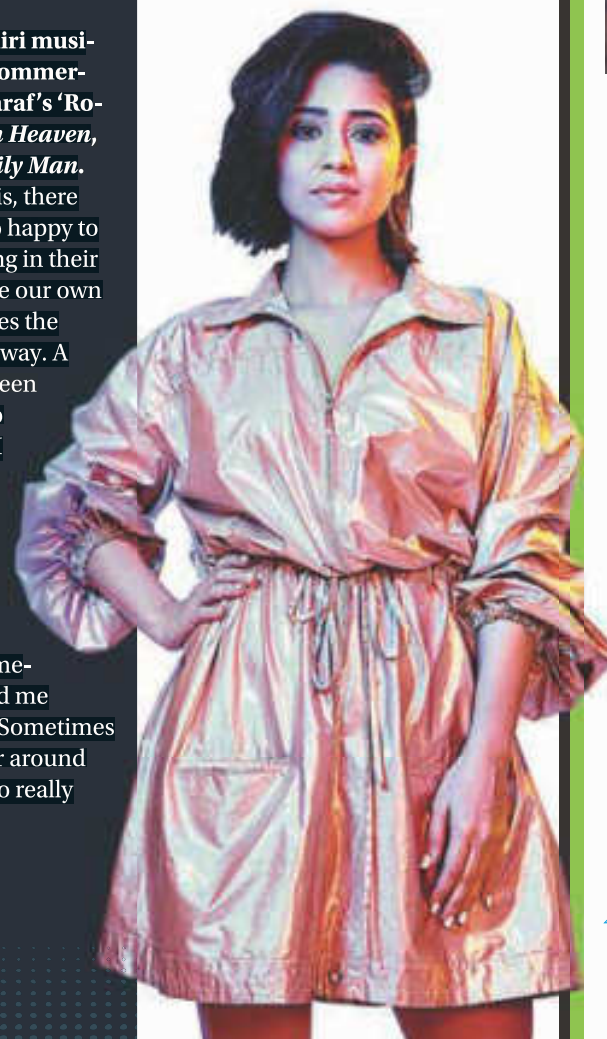 iri musi-
ommer-
araf's 'Ro-
n Heaven,
ily Man.
is, there
o happy to
ng in their
e our own
es the
way. A
een
me-
d me
Sometimes
r around
o really